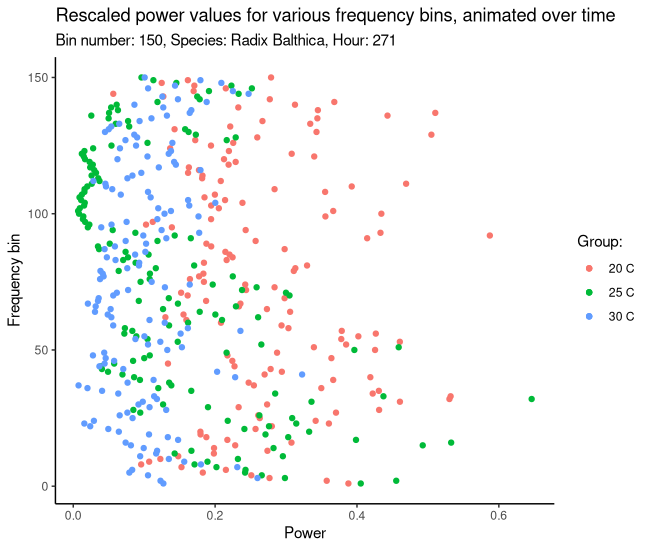 Rescaled power values for various frequency bins, animated over time
Bin number: 150, Species: Radix Balthica, Hour: 271
150
100
50
0
Frequency bin
0.0 0.2 0.4 0.6
Power
Group:
20 C
25 C
30 C